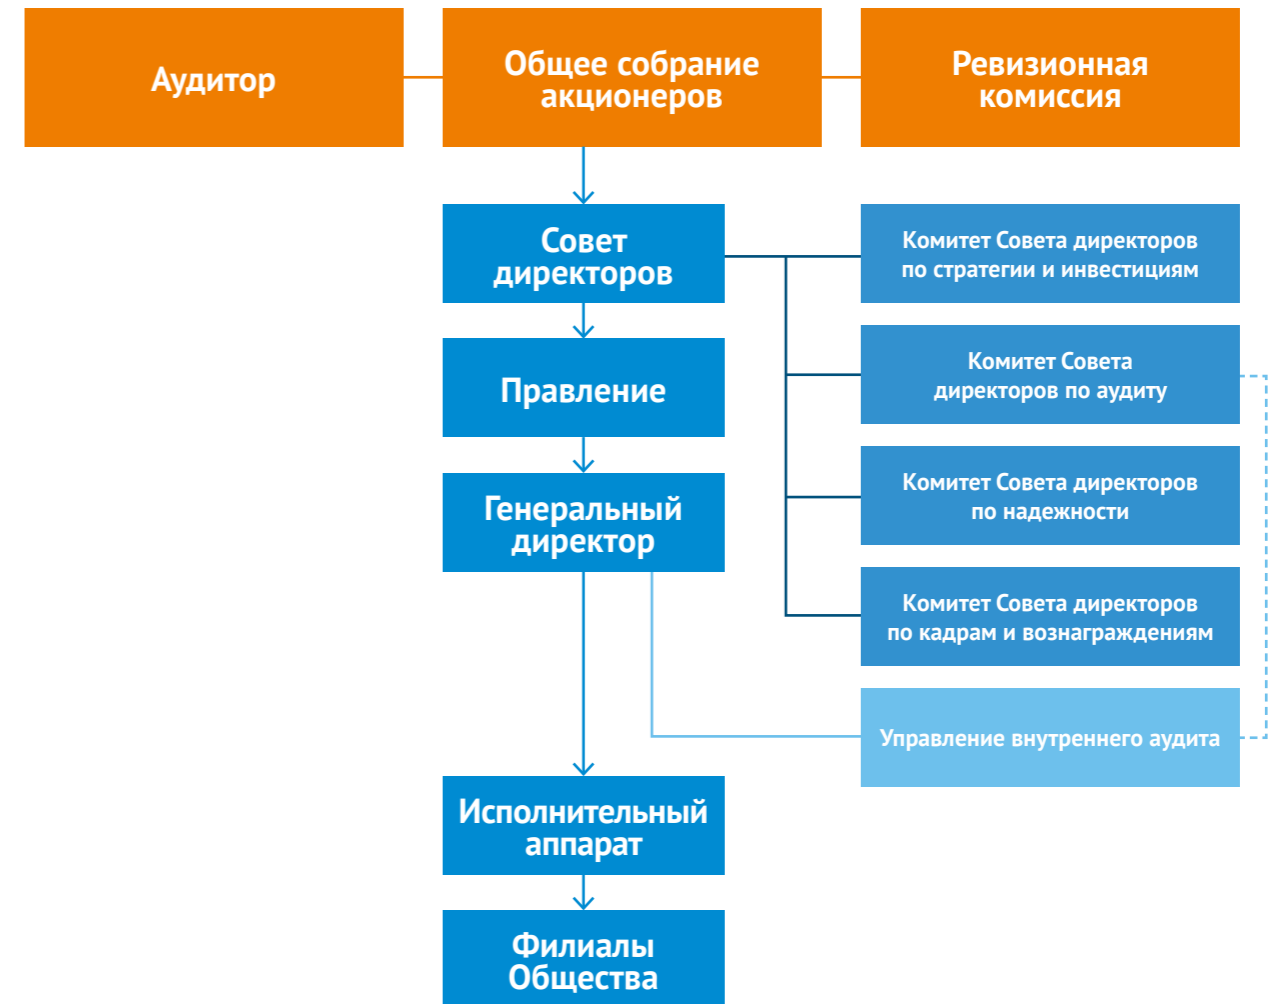 Аудитор
Общее собрание
акционеров
Ревизионная
комиссия
Совет
директоров
Комитет Совета директоров
по стратегии и инвестициям
Правление
Комитет Совета
директоров по аудиту
Генеральный
директор
Комитет Совета директоров
по надежности
Комитет Совета директоров
по кадрам и вознаграждениям
Управление внутреннего аудита
Исполнительный
аппарат
Филиалы
Общества